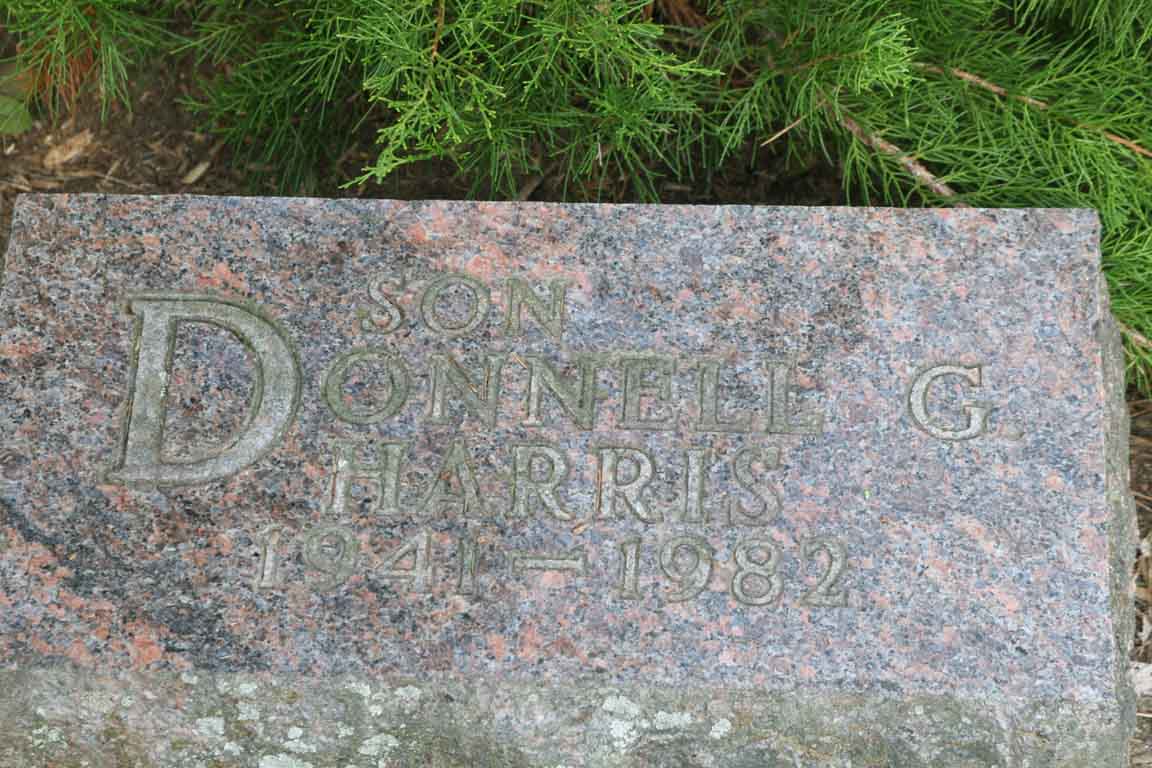 SON
DONNELL G.
HARRIS
1941–1982